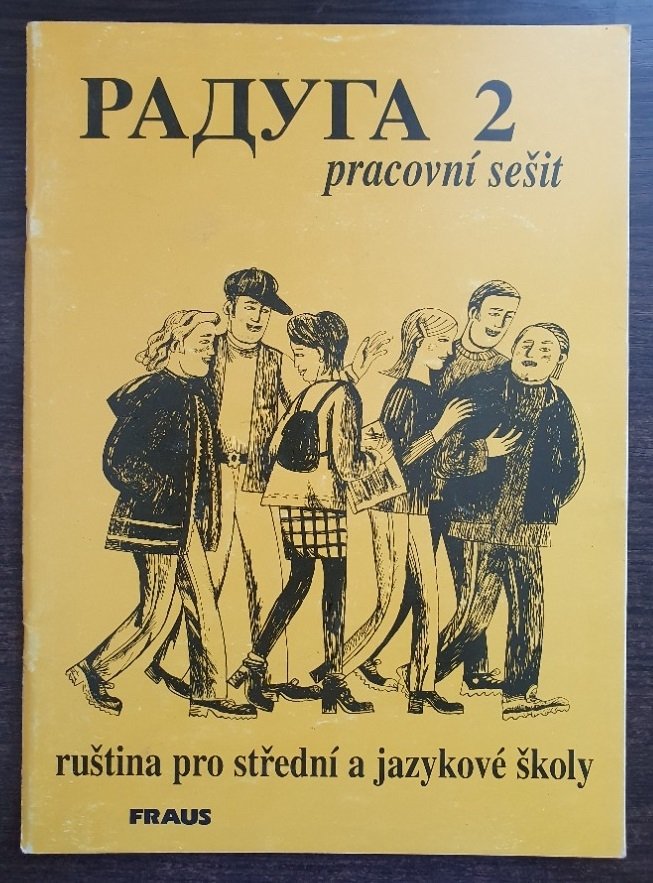 РАДУГА 2
pracovní sešit
ruština pro střední a jazykové školy
FRAUS